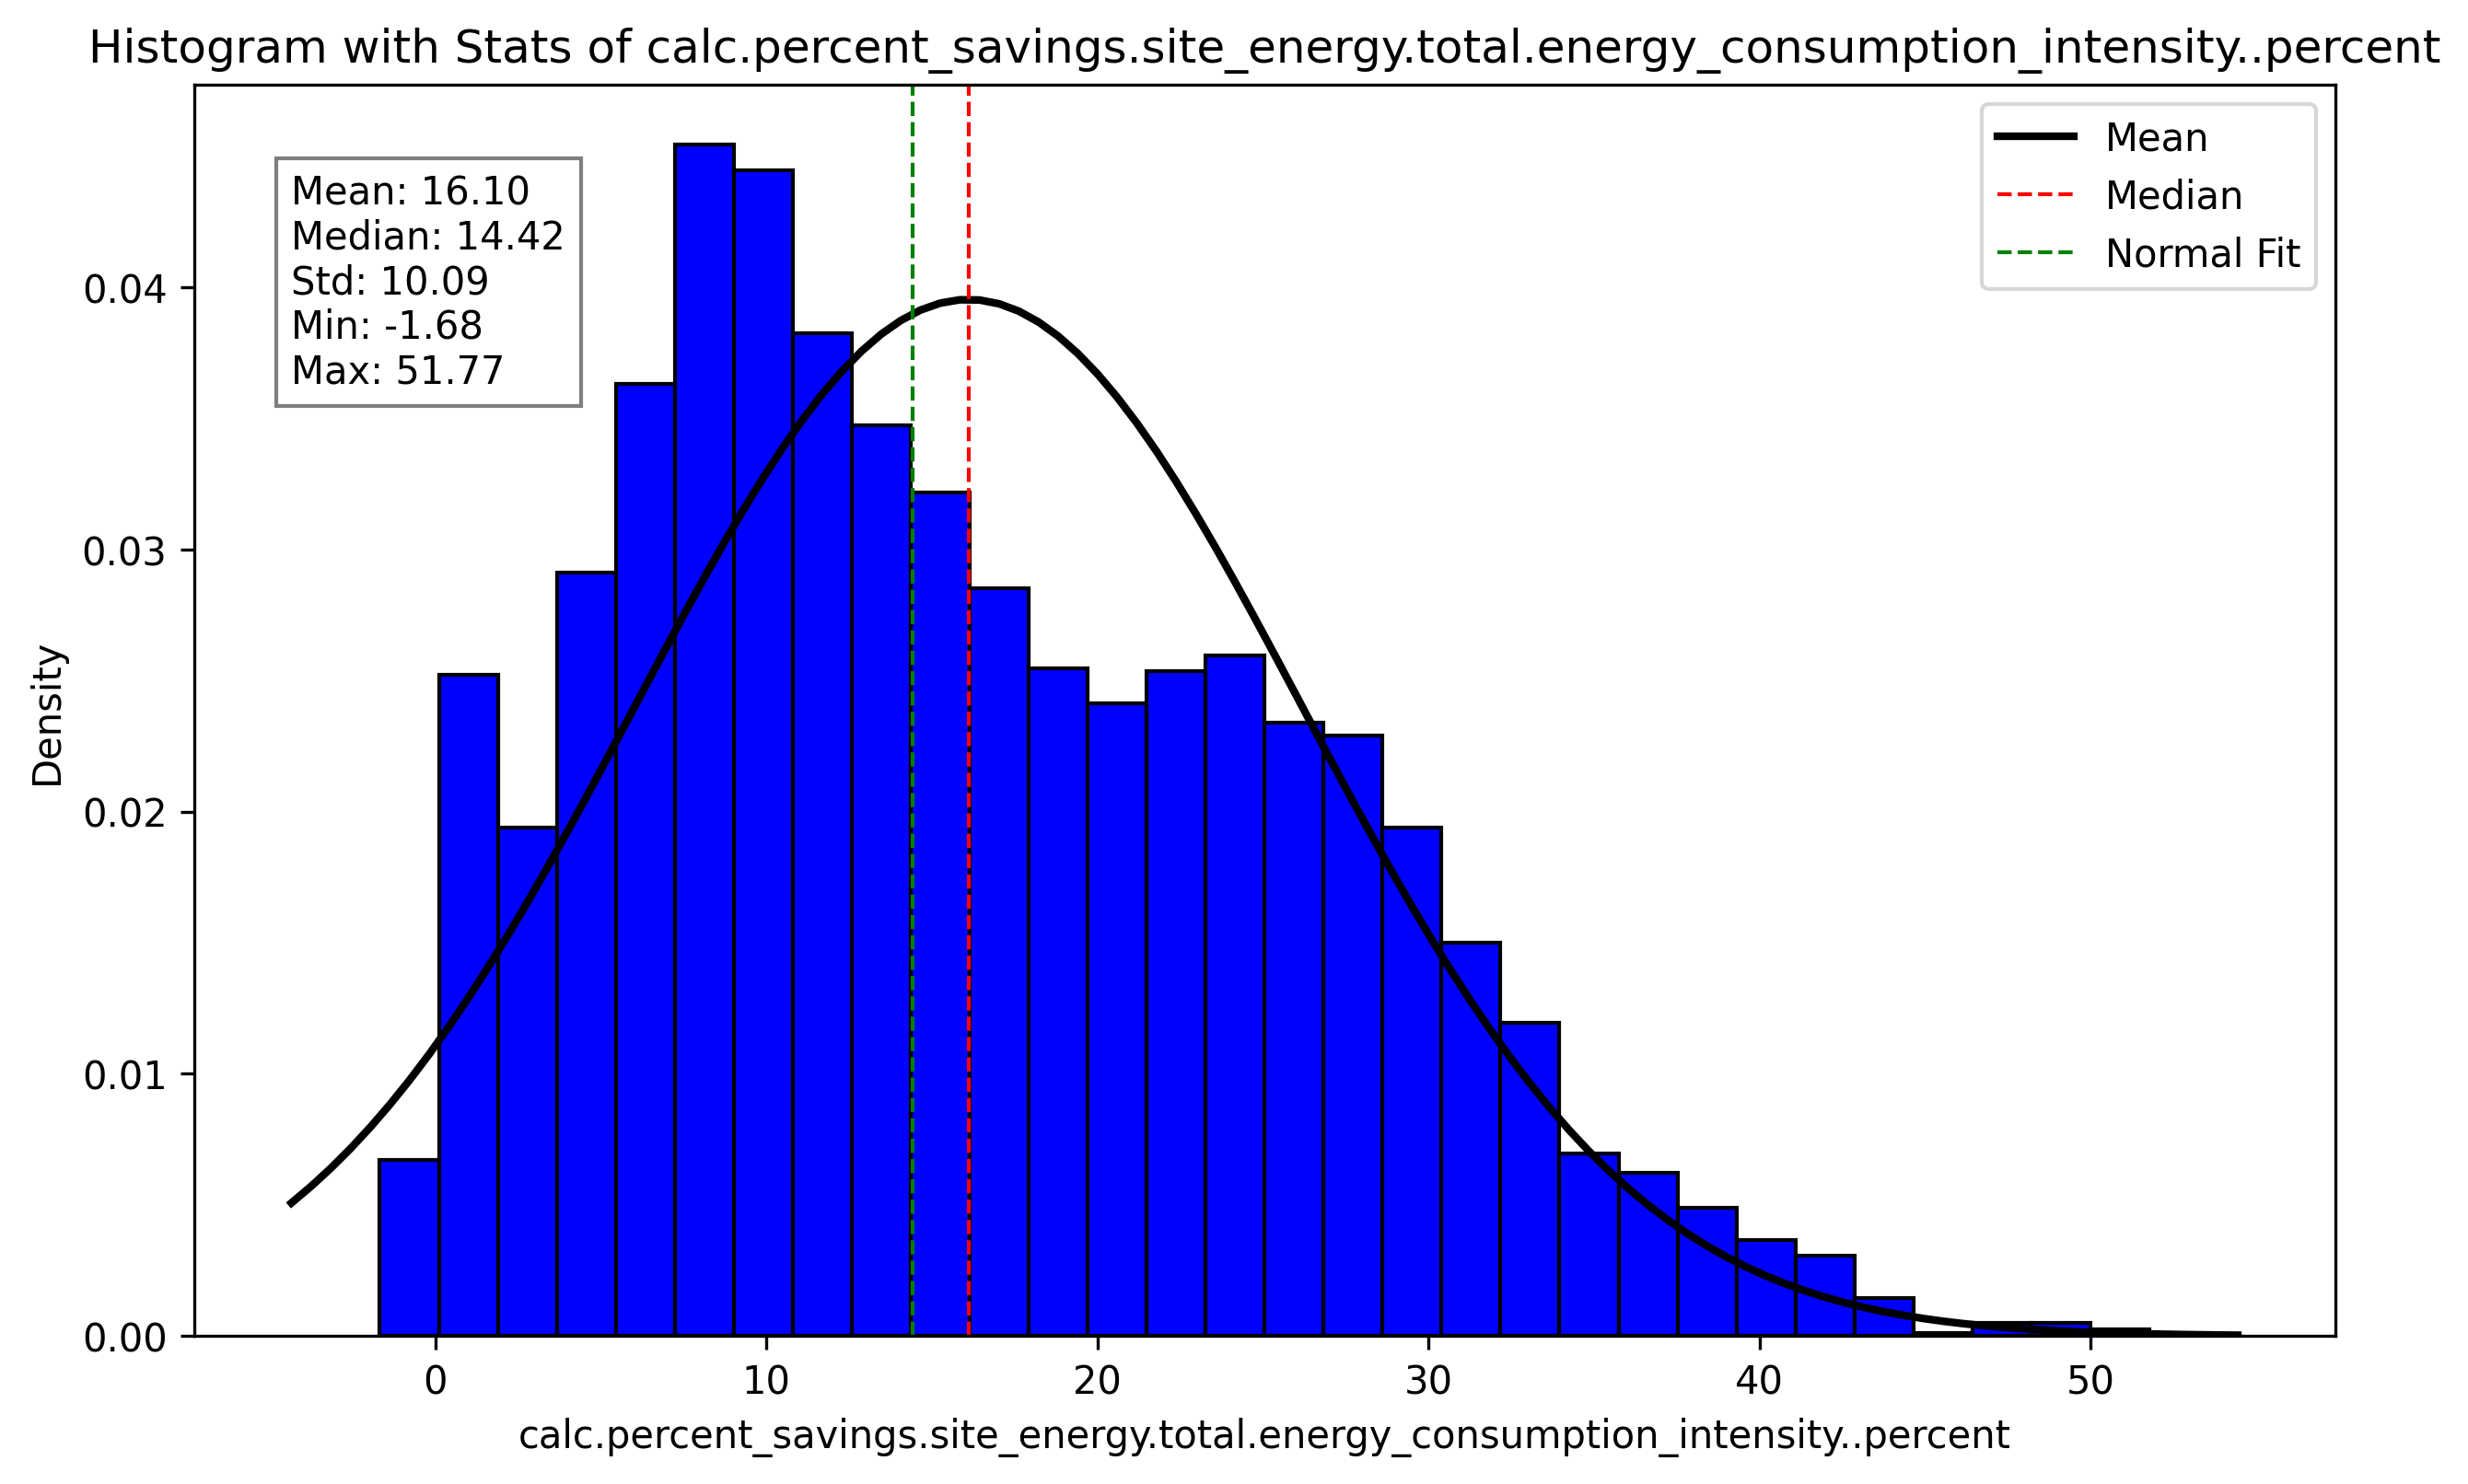 Histogram with Stats of calc.percent_savings.site_energy.total.energy_consumption_intensity..percent
Mean: 16.10
Median: 14.42
Std: 10.09
Min: -1.68
Max: 51.77
Mean
Median
Normal Fit
Density
0.04
0.03
0.02
0.01
0.00
0
10
20
30
40
50
calc.percent_savings.site_energy.total.energy_consumption_intensity..percent